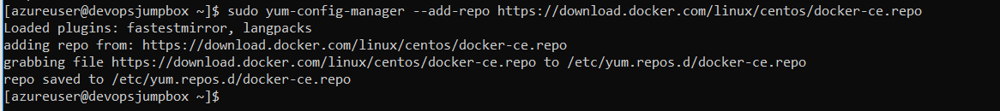 [azureuser@devopsjumpbox ~]$ sudo yum-config-manager --add-repo https://download.docker.com/linux/centos/docker-ce.repo
Loaded plugins: fastestmirror, langpacks
adding repo from: https://download.docker.com/linux/centos/docker-ce.repo
grabbing file https://download.docker.com/linux/centos/docker-ce.repo to /etc/yum.repos.d/docker-ce.repo
repo saved to /etc/yum.repos.d/docker-ce.repo
[azureuser@devopsjumpbox ~]$